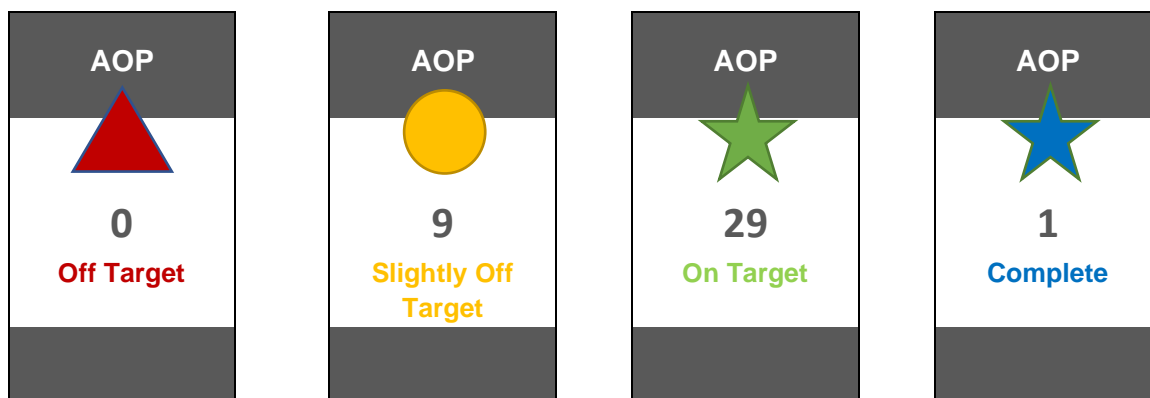 AOP
0
Off Target
AOP
9
Slightly Off
Target
AOP
29
On Target
AOP
1
Complete